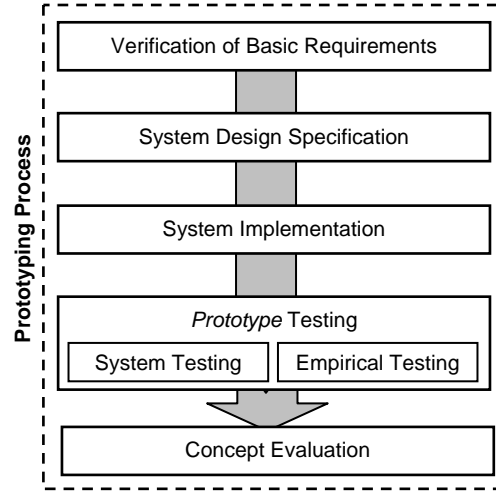 Prototyping Process
Verification of Basic Requirements
System Design Specification
System Implementation
Prototype Testing
System Testing
Empirical Testing
Concept Evaluation